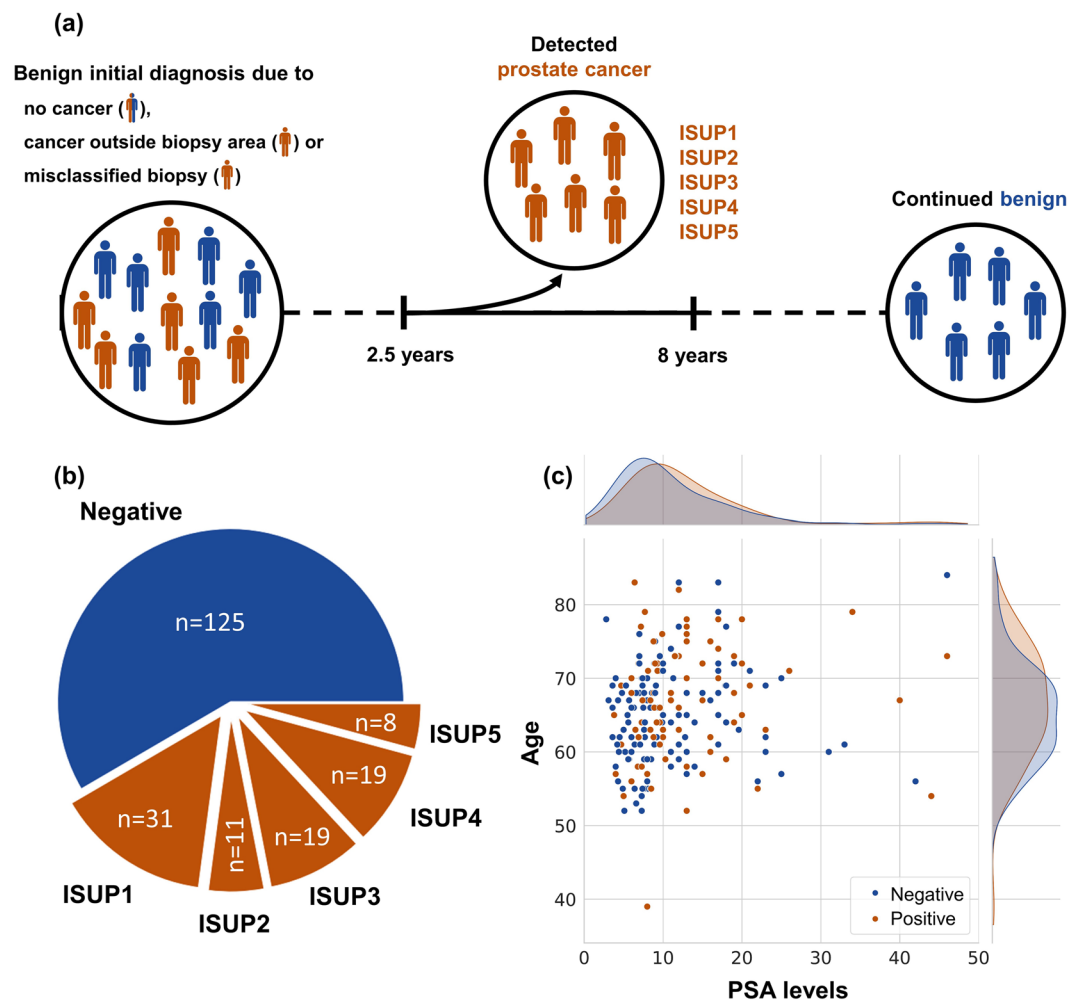 (a)
Benign initial diagnosis due to
no cancer ( ),
cancer outside biopsy area ( ) or
misclassified biopsy ( )
Detected
prostate cancer
ISUP1
ISUP2
ISUP3
ISUP4
ISUP5
Continued benign
2.5 years
8 years
(b)
Negative
n=125
n=8
ISUP5
n=19
ISUP4
n=19
ISUP3
n=11
ISUP2
n=31
ISUP1
(c)
80
70
60
50
40
Age
Negative
Positive
0
10
20
30
40
50
PSA levels